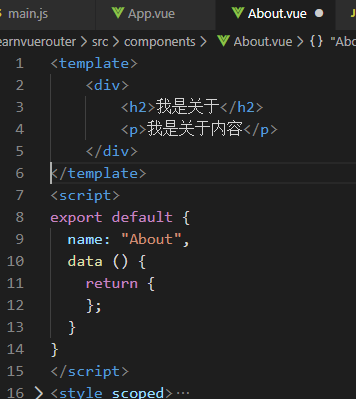 main.js App.vue About.vue
earnvuerouter > src > components > About.vue > {} "Abo
1 <template>
2 <div>
3 <h2>我是关于</h2>
4 <p>我是关于内容</p>
5 </div>
6 </template>
7 <script>
8 export default {
9 name: "About",
10 data () {
11 return {
12 };
13 }
14 }
15 </script>
16 <style scoped>…